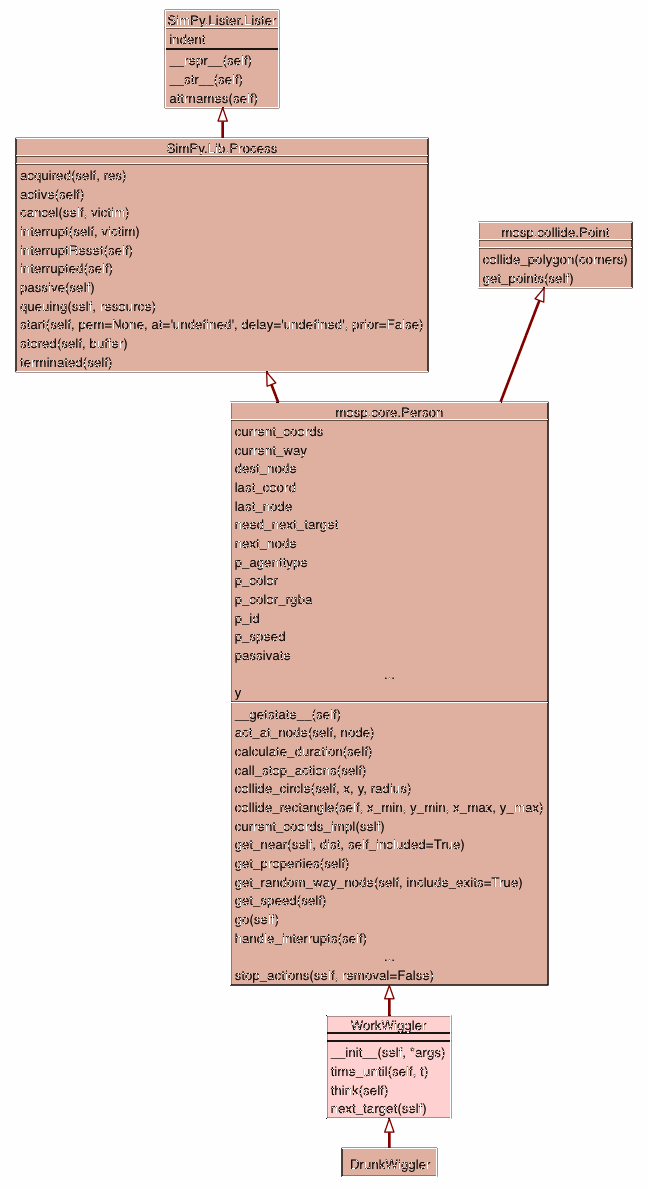 SimPy.Lister.Lister
indent
__repr__(self)
__str__(self)
attrnames(self)
SimPy.Lib.Process
acquired(self, res)
active(self)
cancel(self, victim)
interrupt(self, victim)
interruptReset(self)
interrupted(self)
passive(self)
queuing(self, resource)
start(self, pem=None, at='undefined', delay='undefined', prior=False)
stored(self, buffer)
terminated(self)
mosp.collide.Point
collide_polygon(corners)
get_points(self)
mosp.core.Person
current_coords
current_way
dest_node
last_coord
last_node
need_next_target
next_node
p_agenttype
p_color
p_color_rgba
p_id
p_speed
passivate
...
y
__getstate__(self)
act_at_node(self, node)
calculate_duration(self)
call_stop_actions(self)
collide_circle(self, x, y, radius)
collide_rectangle(self, x_min, y_min, x_max, y_max)
current_coords_impl(self)
get_near(self, dist, self_included=True)
get_properties(self)
get_random_way_node(self, include_exits=True)
get_speed(self)
go(self)
handle_interrupts(self)
...
stop_actions(self, removal=False)
WorkWiggler
__init__(self, *args)
time_until(self, t)
think(self)
next_target(self)
DrunkWiggler